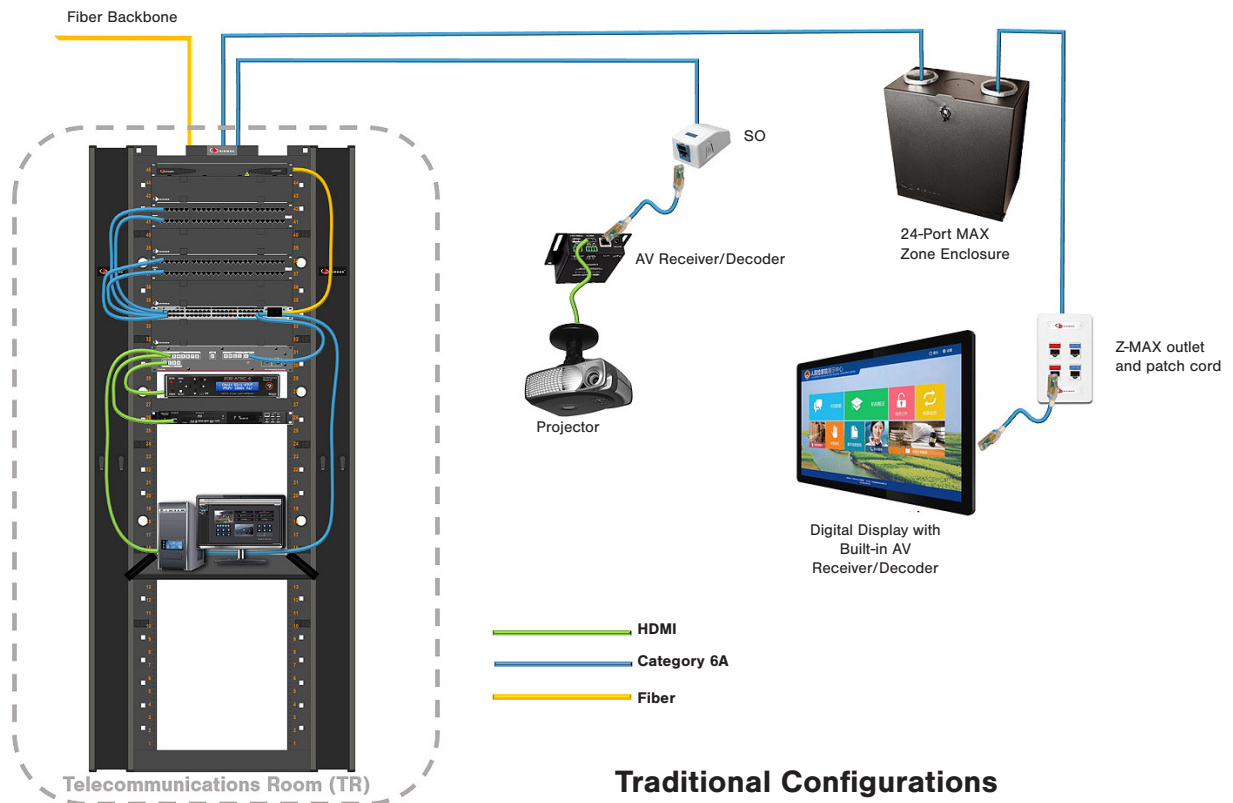 Fiber Backbone
SO
AV Receiver/Decoder
24-Port MAX
Zone Enclosure
Z-MAX outlet
and patch cord
Projector
Digital Display with
Built-in AV
Receiver/Decoder
HDMI
Category 6A
Fiber
Telecommunications Room (TR)
Traditional Configurations